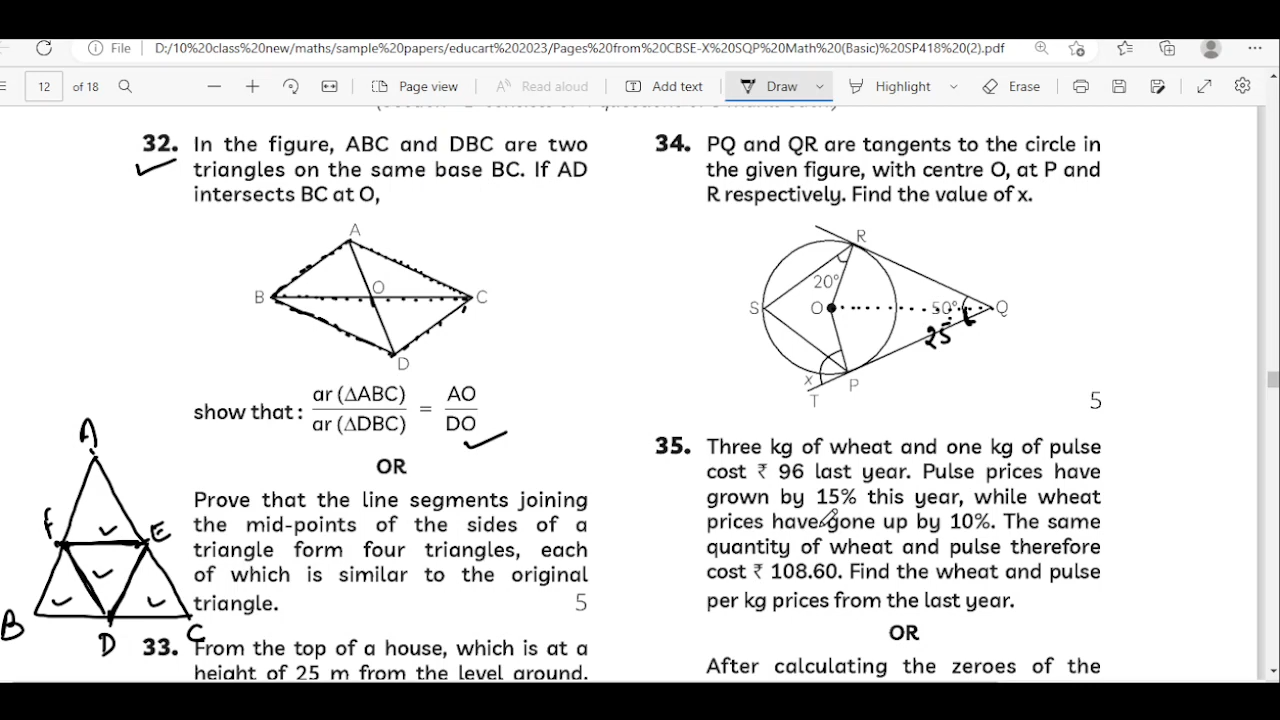 File D:/10%20class%20new/maths/sample%20papers/educart%202023/Pages%20from%20CBSE-X%20SQP%20Math%20(Basic)%20SP418%20(2).pdf
12 of 18 Page view Read aloud Add text Draw Highlight Erase
32. In the figure, ABC and DBC are two
triangles on the same base BC. If AD
intersects BC at O,
A
B O C
D
show that : ar (ΔABC) / ar (ΔDBC) = AO / DO
OR
Prove that the line segments joining
the mid-points of the sides of a
triangle form four triangles, each
of which is similar to the original
triangle. 5
A
F E
B D C
33. From the top of a house, which is at a
height of 25 m from the level around.
34. PQ and QR are tangents to the circle in
the given figure, with centre O, at P and
R respectively. Find the value of x.
R
20°
S O 50° Q
25
x P
T
5
35. Three kg of wheat and one kg of pulse
cost ₹ 96 last year. Pulse prices have
grown by 15% this year, while wheat
prices have gone up by 10%. The same
quantity of wheat and pulse therefore
cost ₹ 108.60. Find the wheat and pulse
per kg prices from the last year.
OR
After calculating the zeroes of the